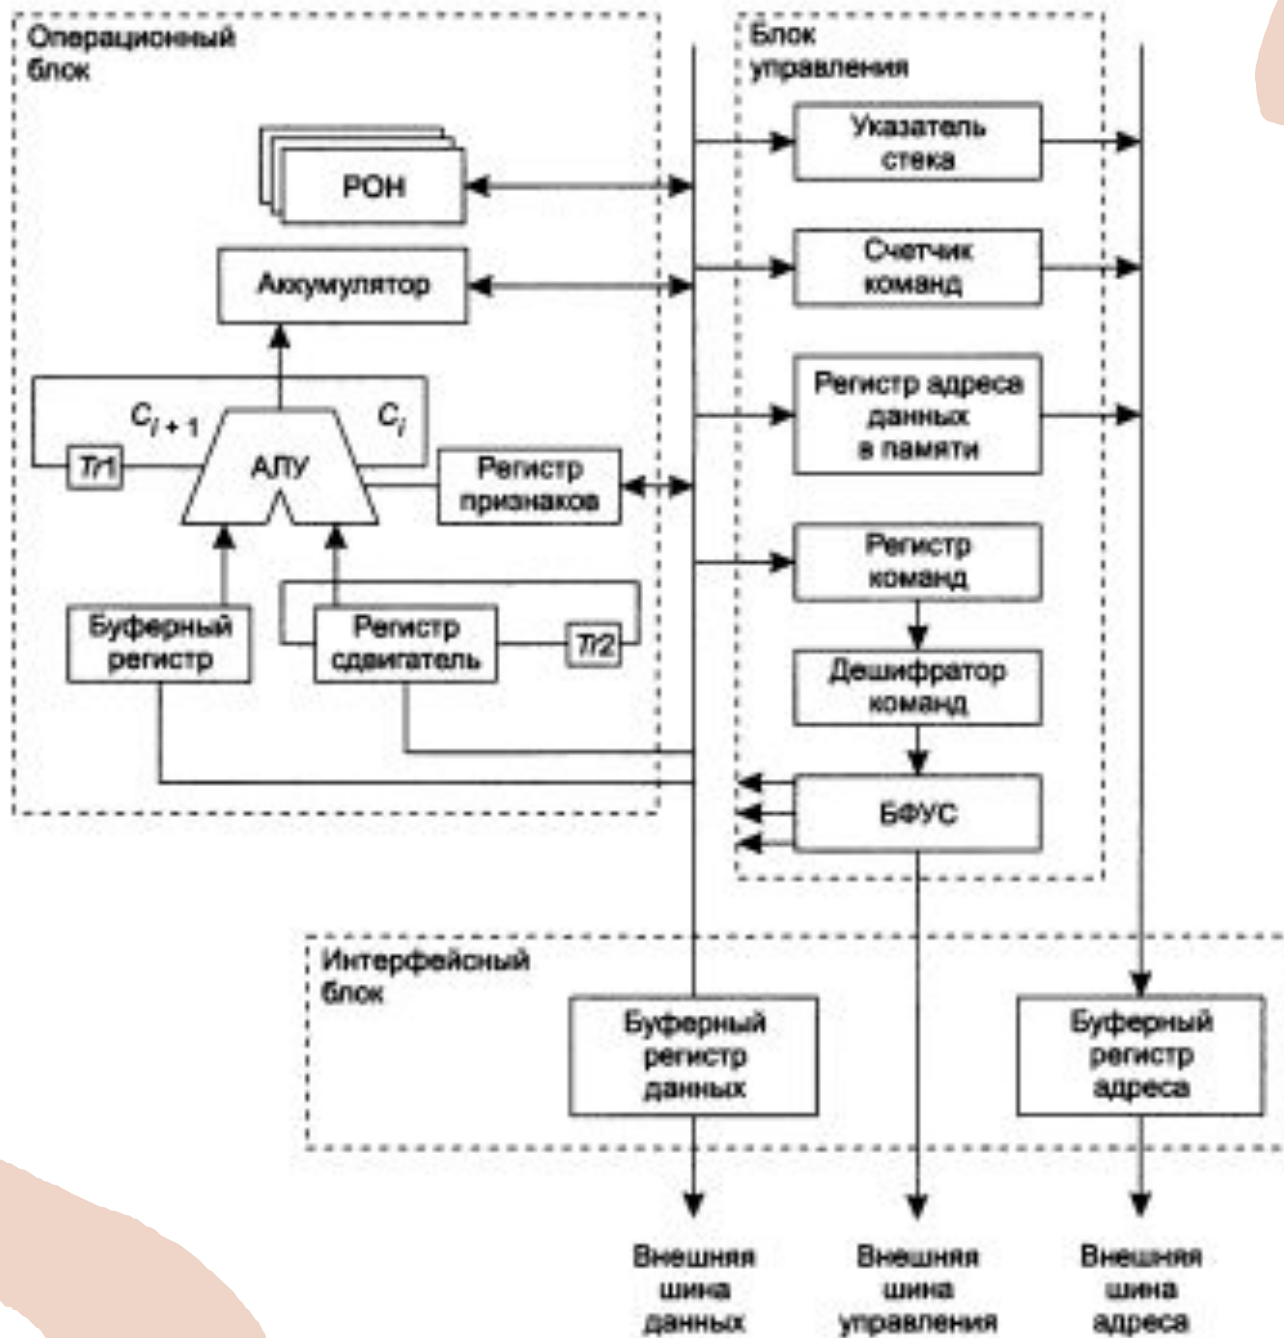 Операционный
блок
РОН
Аккумулятор
C i + 1
C i
Tr1
АЛУ
Регистр
признаков
Буферный
регистр
Регистр
сдвигатель
Tr2
Блок
управления
Указатель
стека
Счетчик
команд
Регистр адреса
данных
в памяти
Регистр
команд
Дешифратор
команд
БФУС
Интерфейсный
блок
Буферный
регистр
данных
Буферный
регистр
адреса
Внешняя
шина
данных
Внешняя
шина
управления
Внешняя
шина
адреса